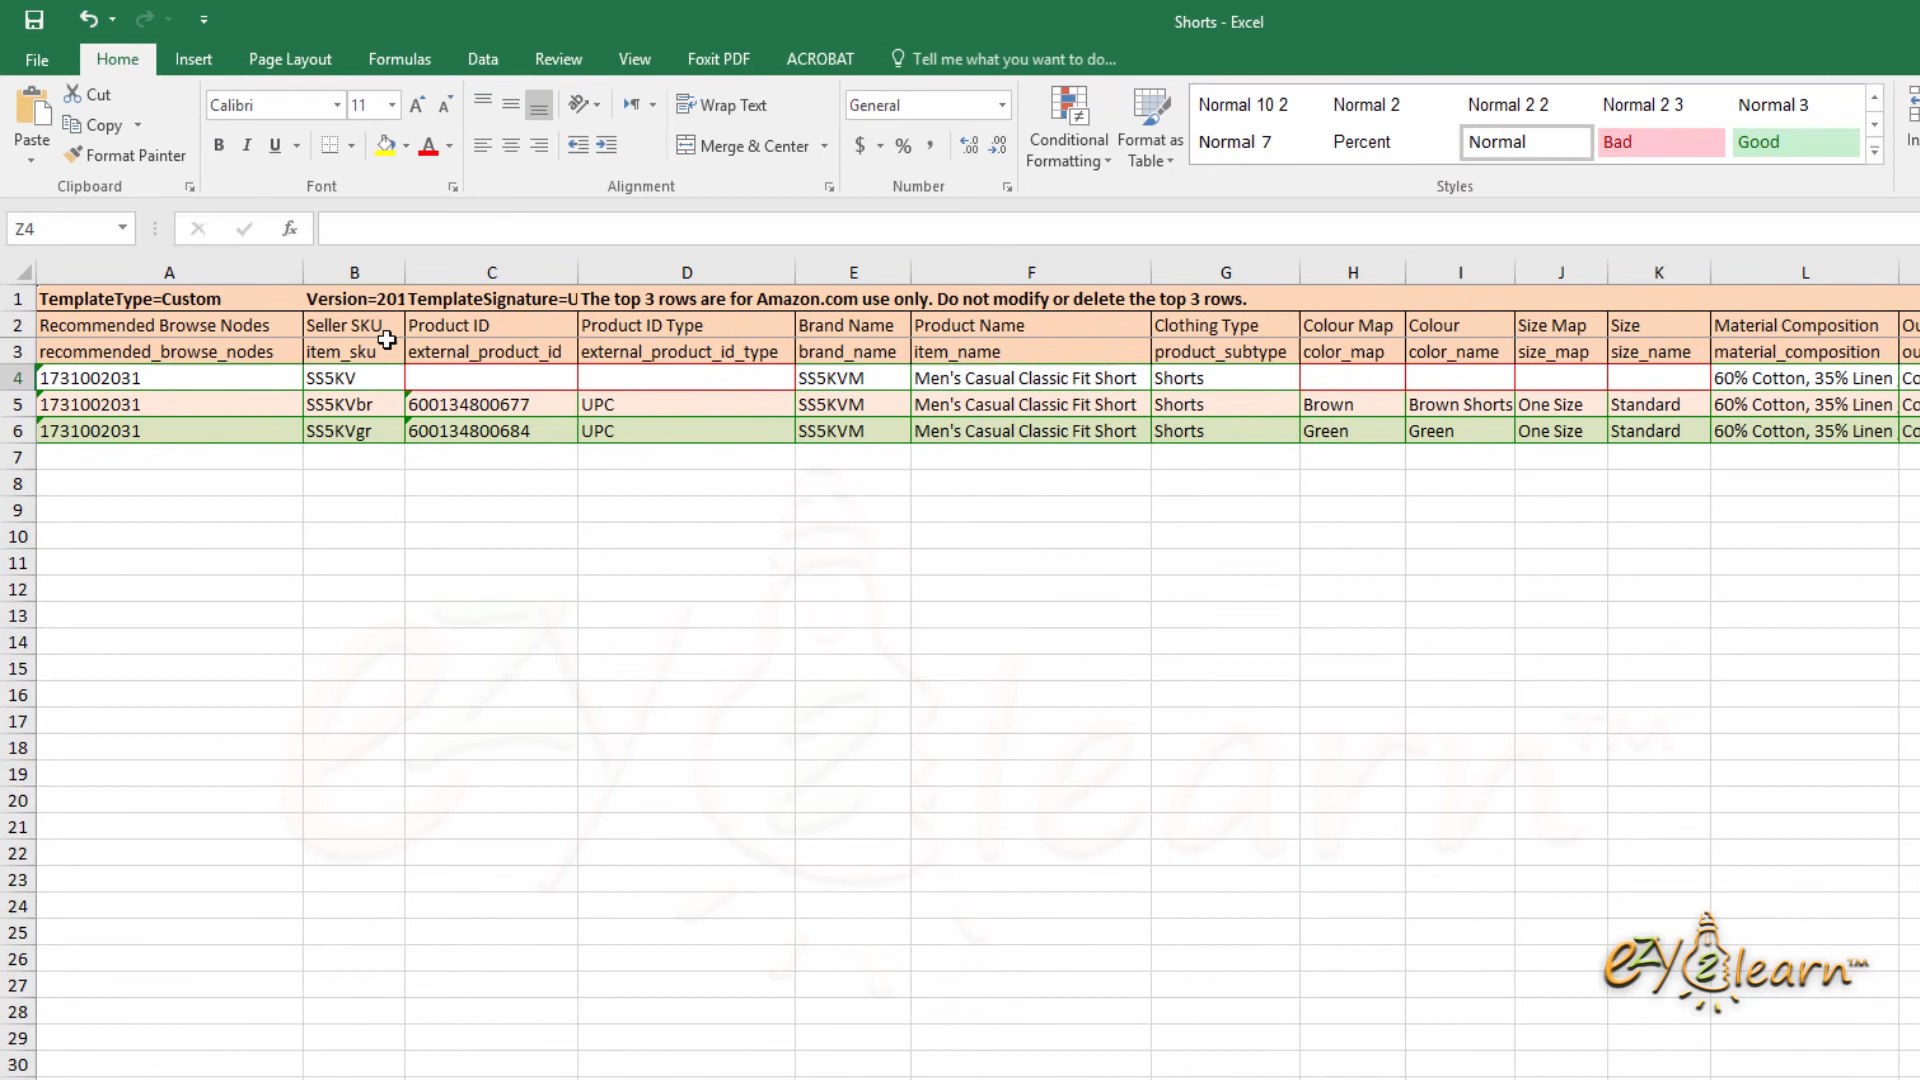 Shorts - Excel
File Home Insert Page Layout Formulas Data Review View Foxit PDF ACROBAT Tell me what you want to do...
Paste
Cut
Copy
Format Painter
Clipboard
Calibri 11
B I U
Font
Wrap Text
Merge & Center
Alignment
General
$ % ,
Number
Conditional Formatting
Format as Table
Normal 10 2 Normal 2 Normal 2 2 Normal 2 3 Normal 3
Normal 7 Percent Normal Bad Good
Styles
Z4 fx
A B C D E F G H I J K L
1 TemplateType=Custom Version=201 TemplateSignature=U The top 3 rows are for Amazon.com use only. Do not modify or delete the top 3 rows.
2 Recommended Browse Nodes Seller SKU Product ID Product ID Type Brand Name Product Name Clothing Type Colour Map Colour Size Map Size Material Composition Ou
3 recommended_browse_nodes item_sku external_product_id external_product_id_type brand_name item_name product_subtype color_map color_name size_map size_name material_composition ou
4 1731002031 SS5KV SS5KVM Men's Casual Classic Fit Short Shorts 60% Cotton, 35% Linen Co
5 1731002031 SS5KVbr 600134800677 UPC SS5KVM Men's Casual Classic Fit Short Shorts Brown Brown Shorts One Size Standard 60% Cotton, 35% Linen Co
6 1731002031 SS5KVgr 600134800684 UPC SS5KVM Men's Casual Classic Fit Short Shorts Green Green One Size Standard 60% Cotton, 35% Linen Co
7
8
9
10
11
12
13
14
15
16
17
18
19
20
21
22
23
24
25
26
27
28
29
30
ezy2learn™
ezy2learn™